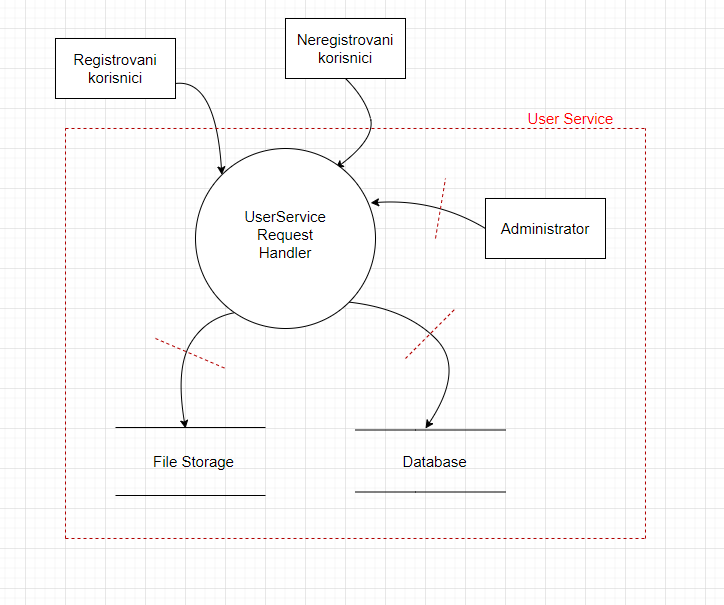 Registrovani
korisnici
Neregistrovani
korisnici
User Service
UserService
Request
Handler
Administrator
File Storage
Database